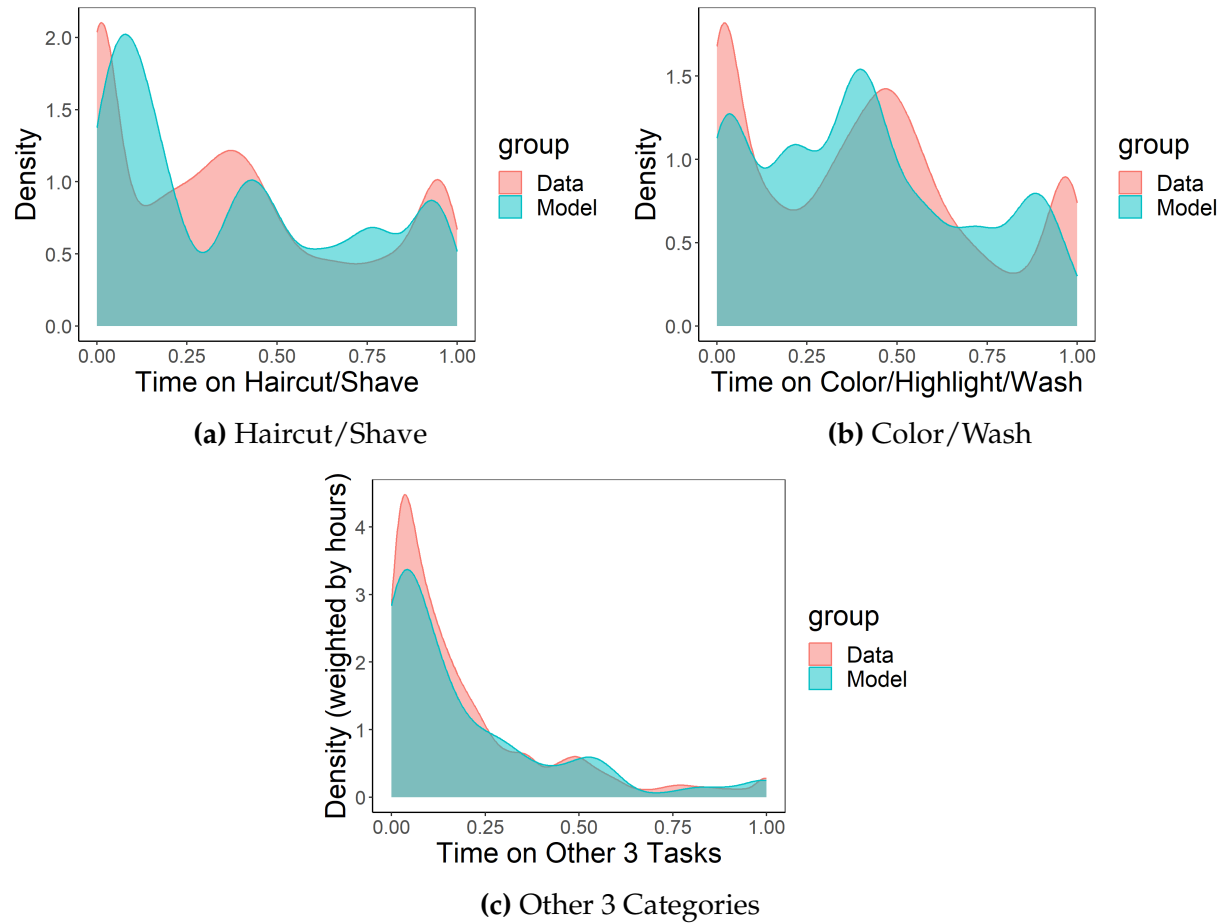 Density
2.0
1.5
1.0
0.5
0.0
0.00 0.25 0.50 0.75 1.00
Time on Haircut/Shave
group
Data
Model
(a) Haircut/Shave
Density
1.5
1.0
0.5
0.0
0.00 0.25 0.50 0.75 1.00
Time on Color/Highlight/Wash
group
Data
Model
(b) Color/Wash
Density (weighted by hours)
4
3
2
1
0
0.00 0.25 0.50 0.75 1.00
Time on Other 3 Tasks
group
Data
Model
(c) Other 3 Categories